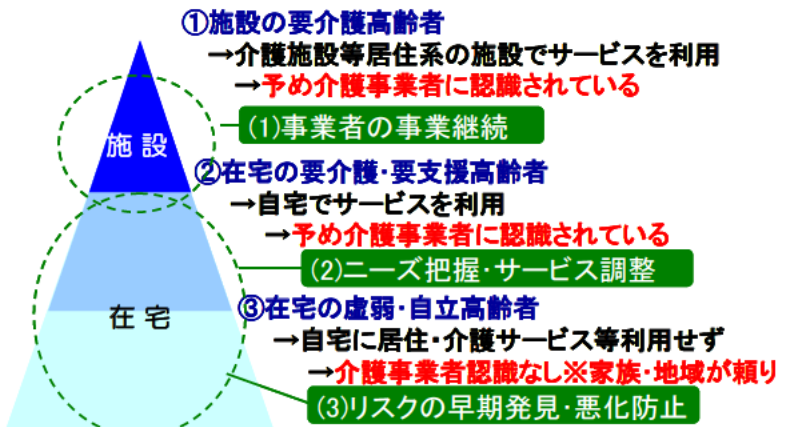 ①施設の要介護高齢者
→介護施設等居住系の施設でサービスを利用
→予め介護事業者に認識されている
施設
(1)事業者の事業継続
②在宅の要介護・要支援高齢者
→自宅でサービスを利用
→予め介護事業者に認識されている
(2)ニーズ把握・サービス調整
在宅
③在宅の虚弱・自立高齢者
→自宅に居住・介護サービス等利用せず
→介護事業者認識なし※家族・地域が頼り
(3)リスクの早期発見・悪化防止